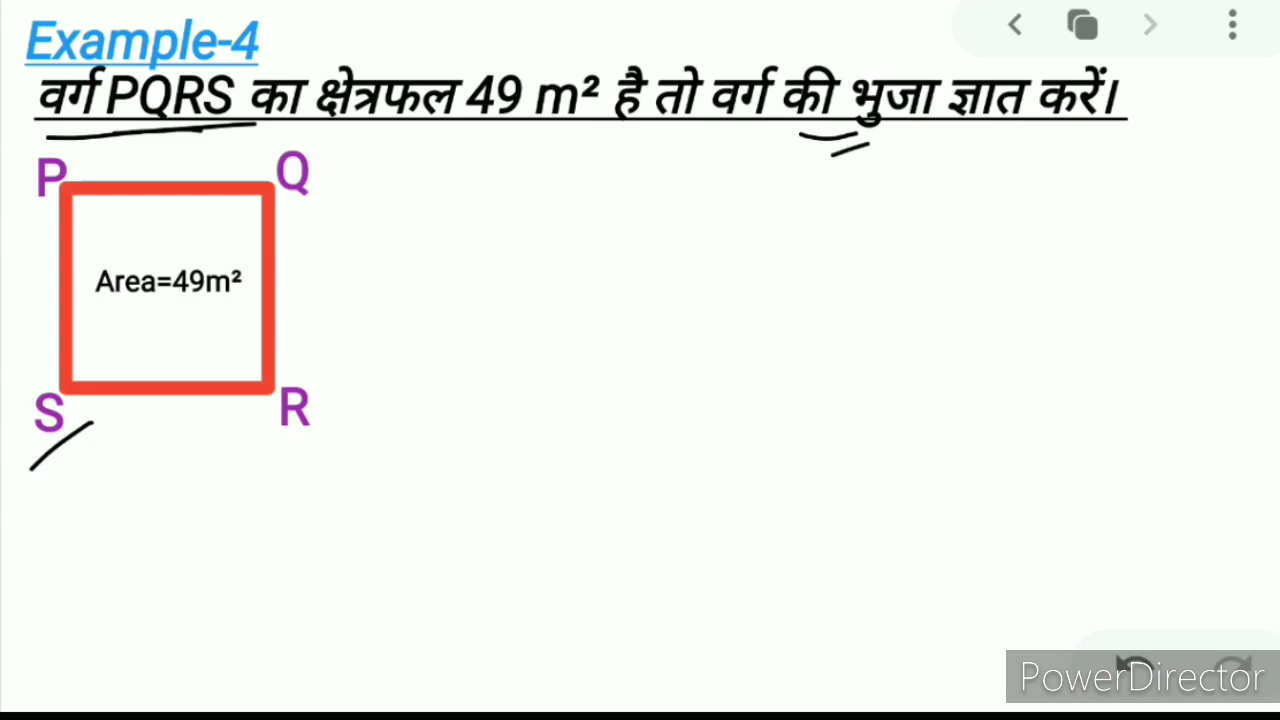 Example-4
वर्ग PQRS का क्षेत्रफल 49 m² है तो वर्ग की भुजा ज्ञात करें।
P
Q
Area=49m²
S
R
PowerDirector